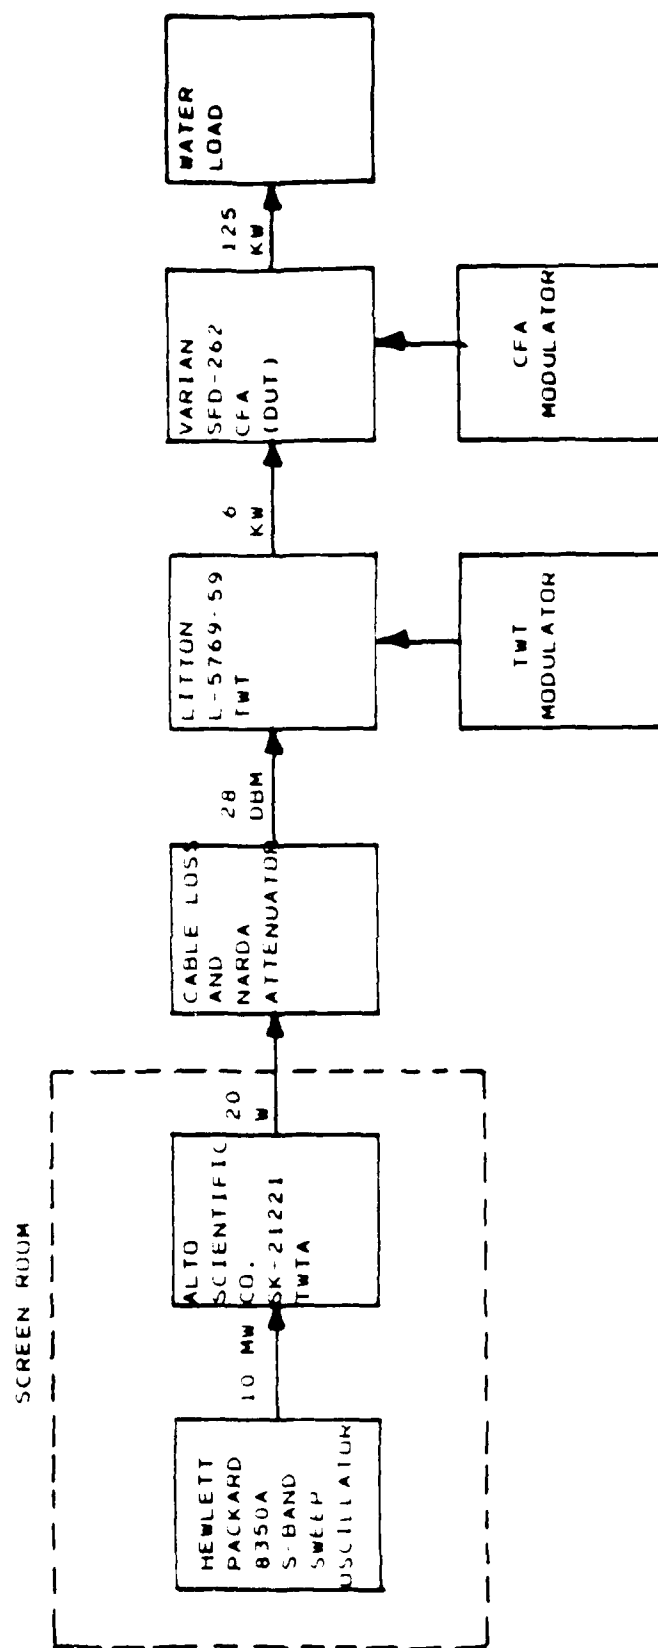 SCREEN ROOM
HEWLETT
PACKARD
8350A
S-BAND
SWEEP
OSCILLATOR
10 MW
ALTO
SCIENTIFIC
CO.
SK-21221
TWTA
20
W
CABLE LOSS
AND
NARDA
ATTENUATOR
28
DBM
LITTON
L-5769-59
TWT
6
KW
VARIAN
SFD-262
CFA
(DUT)
125
KW
WATER
LOAD
TWT
MODULATOR
CFA
MODULATOR